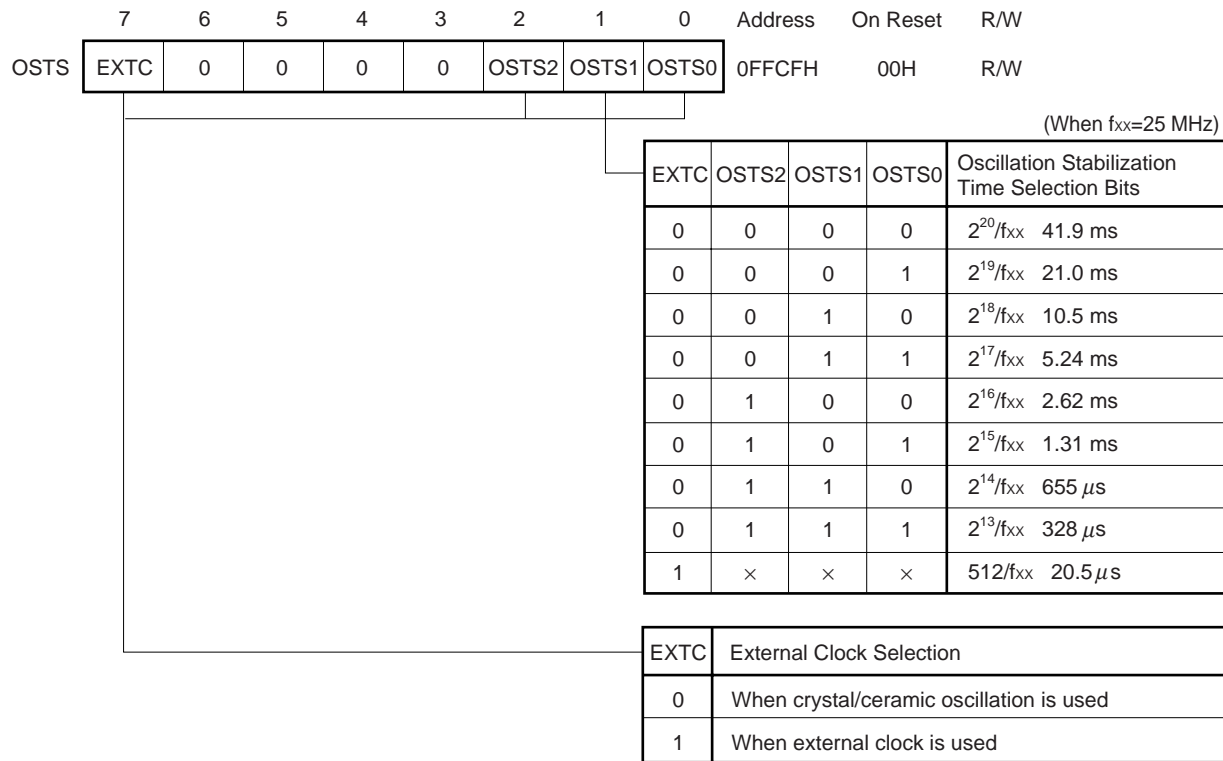 7 6 5 4 3 2 1 0 Address On Reset R/W
OSTS EXTC 0 0 0 0 OSTS2 OSTS1 OSTS0 0FFCFH 00H R/W
(When fxx=25 MHz)
EXTC OSTS2 OSTS1 OSTS0 Oscillation Stabilization
Time Selection Bits
0 0 0 0 2^20/fxx 41.9 ms
0 0 0 1 2^19/fxx 21.0 ms
0 0 1 0 2^18/fxx 10.5 ms
0 0 1 1 2^17/fxx 5.24 ms
0 1 0 0 2^16/fxx 2.62 ms
0 1 0 1 2^15/fxx 1.31 ms
0 1 1 0 2^14/fxx 655 μs
0 1 1 1 2^13/fxx 328 μs
1 × × × 512/fxx 20.5 μs
EXTC External Clock Selection
0 When crystal/ceramic oscillation is used
1 When external clock is used